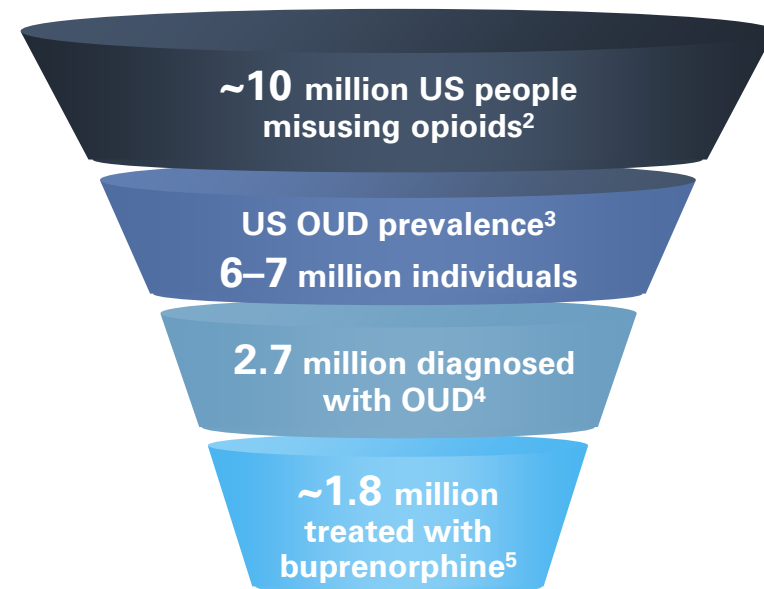 ~10 million US people
misusing opioids²
US OUD prevalence³
6–7 million individuals
2.7 million diagnosed
with OUD⁴
~1.8 million
treated with
buprenorphine⁵